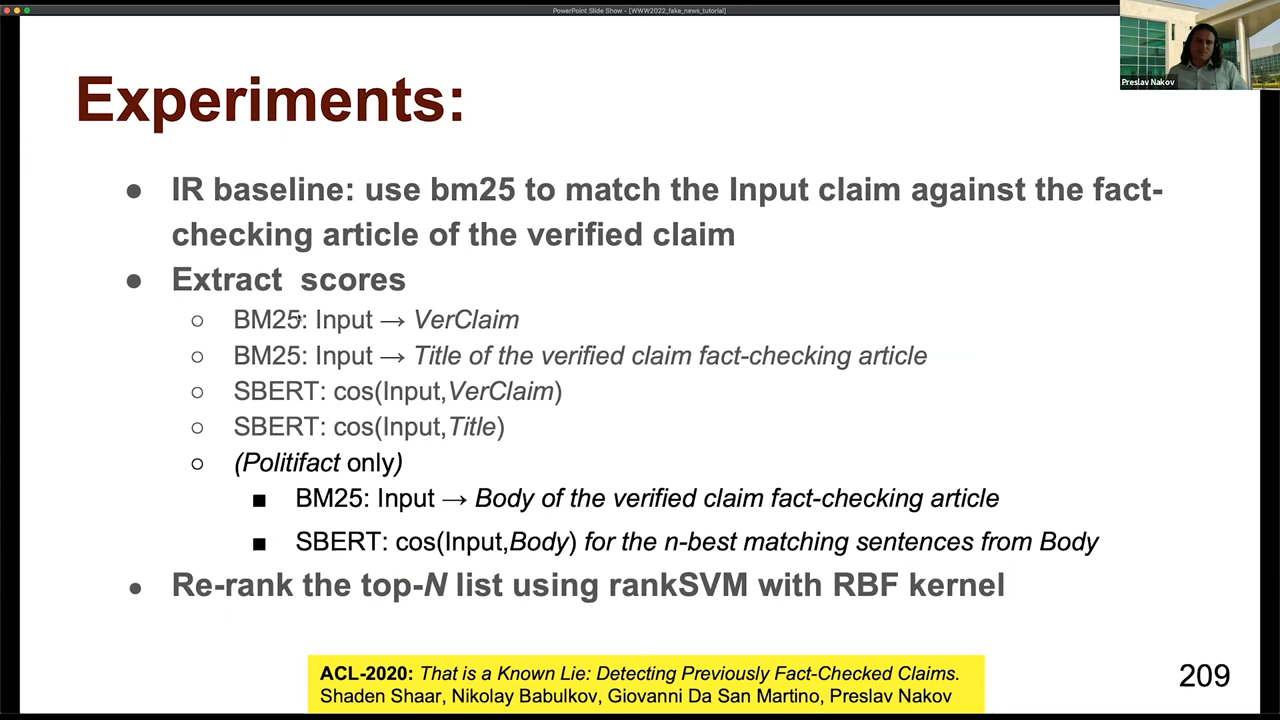 PowerPoint Slide Show - [WWW2022_fake_news_tutorial]
Preslav Nakov
Experiments:
● IR baseline: use bm25 to match the Input claim against the fact-
checking article of the verified claim
● Extract  scores
○ BM25: Input → VerClaim
○ BM25: Input → Title of the verified claim fact-checking article
○ SBERT: cos(Input,VerClaim)
○ SBERT: cos(Input,Title)
○ (Politifact only)
■ BM25: Input → Body of the verified claim fact-checking article
■ SBERT: cos(Input,Body) for the n-best matching sentences from Body
● Re-rank the top-N list using rankSVM with RBF kernel
ACL-2020: That is a Known Lie: Detecting Previously Fact-Checked Claims.
Shaden Shaar, Nikolay Babulkov, Giovanni Da San Martino, Preslav Nakov
209